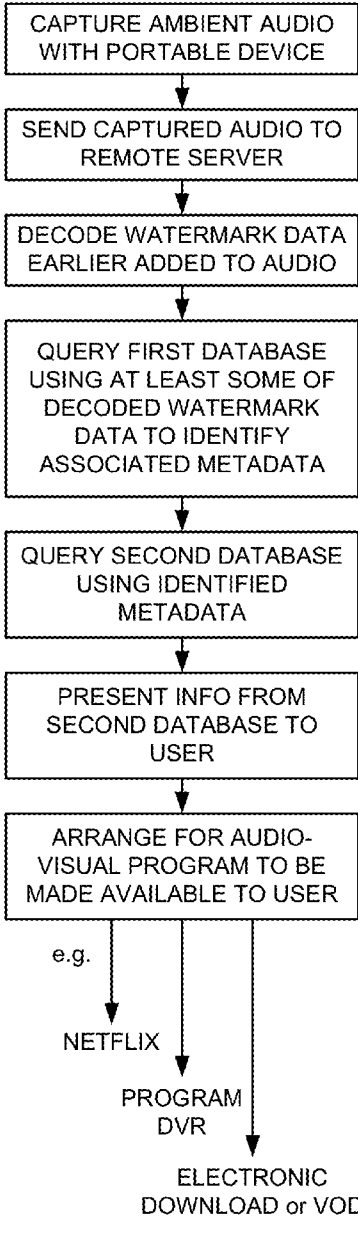 CAPTURE AMBIENT AUDIO
WITH PORTABLE DEVICE
SEND CAPTURED AUDIO TO
REMOTE SERVER
DECODE WATERMARK DATA
EARLIER ADDED TO AUDIO
QUERY FIRST DATABASE
USING AT LEAST SOME OF
DECODED WATERMARK
DATA TO IDENTIFY
ASSOCIATED METADATA
QUERY SECOND DATABASE
USING IDENTIFIED
METADATA
PRESENT INFO FROM
SECOND DATABASE TO
USER
ARRANGE FOR AUDIO-
VISUAL PROGRAM TO BE
MADE AVAILABLE TO USER
e.g.
NETFLIX
PROGRAM
DVR
ELECTRONIC
DOWNLOAD or VOD